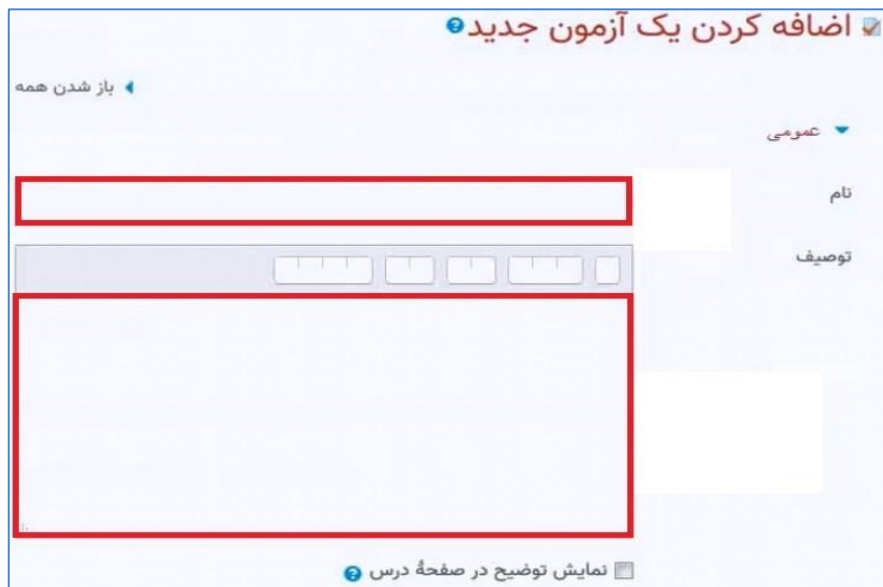 اضافه کردن یک آزمون جدید
باز شدن همه
عمومی
نام
توصیف
نمایش توضیح در صفحهٔ درس